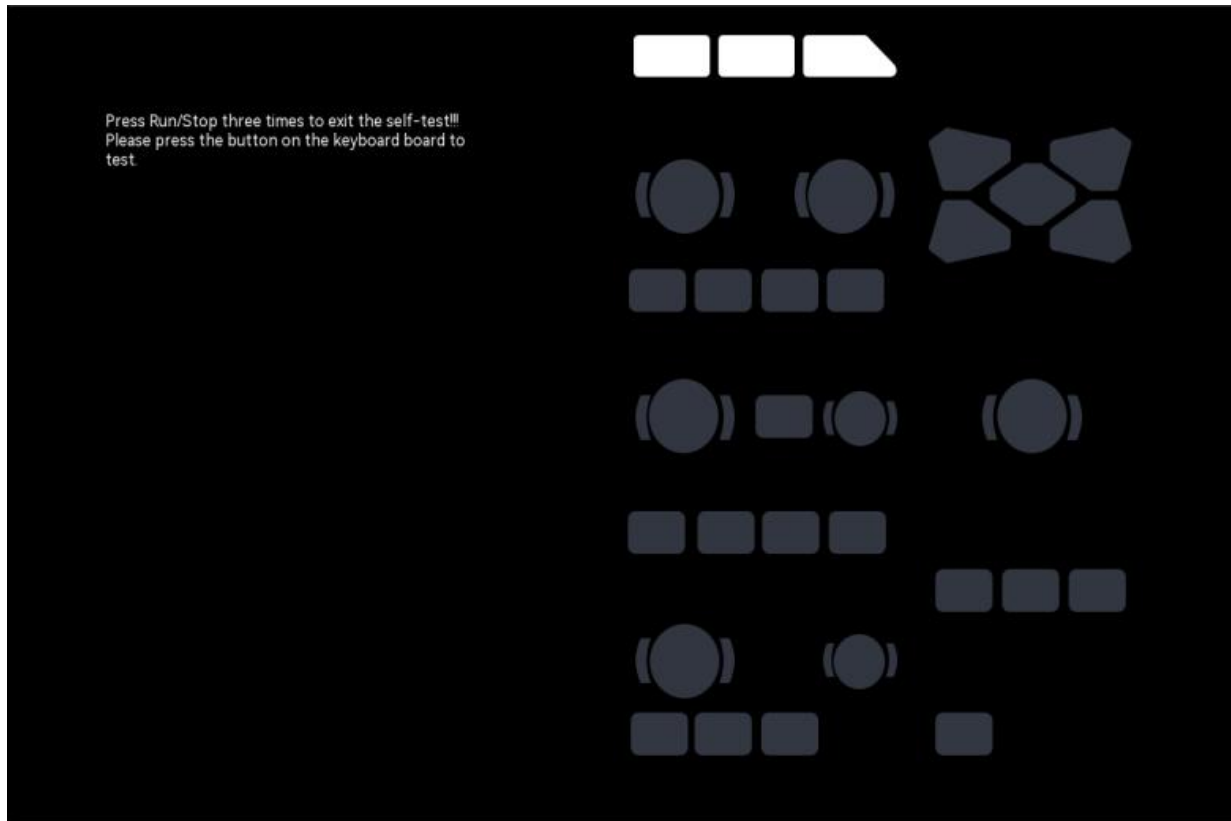 Press Run/Stop three times to exit the self-test!!!
Please press the button on the keyboard board to
test.